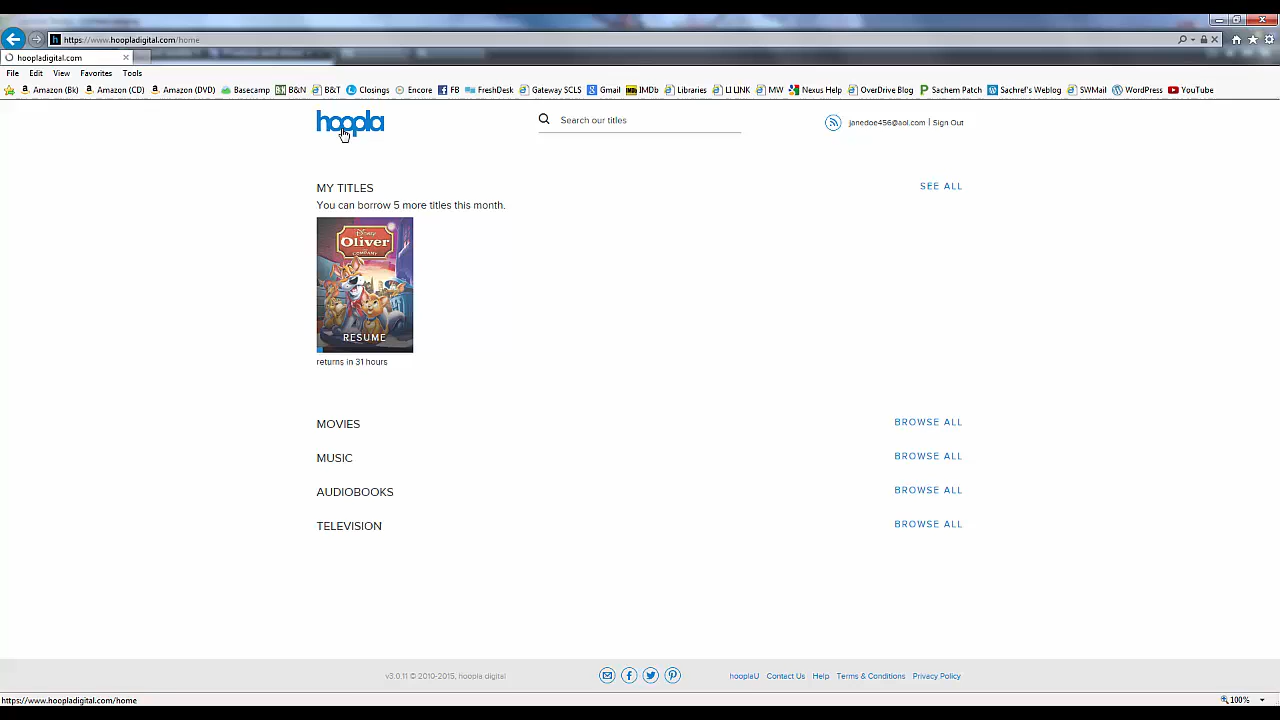 https://www.hoopladigital.com/home
hoopladigital.com
File Edit View Favorites Tools
Amazon (Bk) Amazon (CD) Amazon (DVD) Basecamp B&N B&T Closings Encore FB FreshDesk Gateway SCLS Gmail IMDb Libraries LI LINK MW Nexus Help OverDrive Blog Sachem Patch Sachref's Weblog SWMail WordPress YouTube
hoopla
Search our titles
janedoe456@aol.com | Sign Out
MY TITLES
SEE ALL
You can borrow 5 more titles this month.
Disney
Oliver
& COMPANY
RESUME
returns in 31 hours
MOVIES BROWSE ALL
MUSIC BROWSE ALL
AUDIOBOOKS BROWSE ALL
TELEVISION BROWSE ALL
v3.0.11 © 2010-2015, hoopla digital
hooplaU Contact Us Help Terms & Conditions Privacy Policy
https://www.hoopladigital.com/home
100%